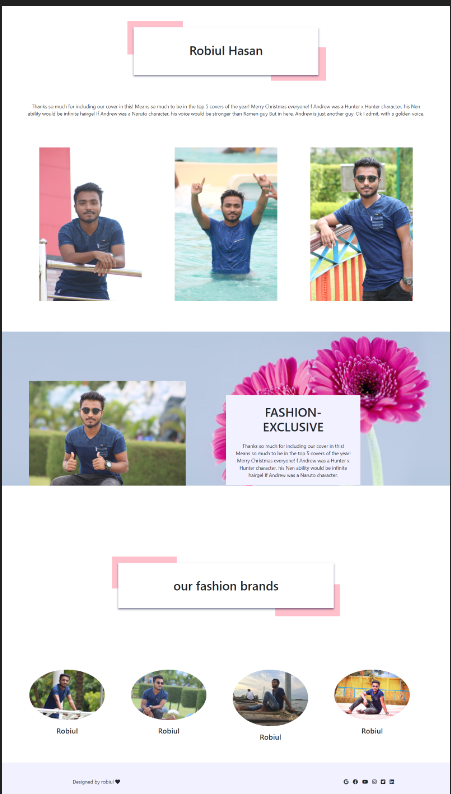 Robiul Hasan
Thanks so much for including our cover in this! Means so much to be in the top 5 covers of the year! Merry Christmas everyone! If Andrew was a Hunter x Hunter character, his Nen
ability would be infinite hairgel If Andrew was a Naruto character, his voice would be stronger than Ramen guy But in here, Andrew is just another guy. Ok I admit, with a golden voice.
FASHION-
EXCLUSIVE
Thanks so much for including our cover in this!
Means so much to be in the top 5 covers of the year!
Merry Christmas everyone! If Andrew was a Hunter x
Hunter character, his Nen ability would be infinite
hairgel If Andrew was a Naruto character,
our fashion brands
Robiul
Robiul
Robiul
Robiul
Designed by robiul